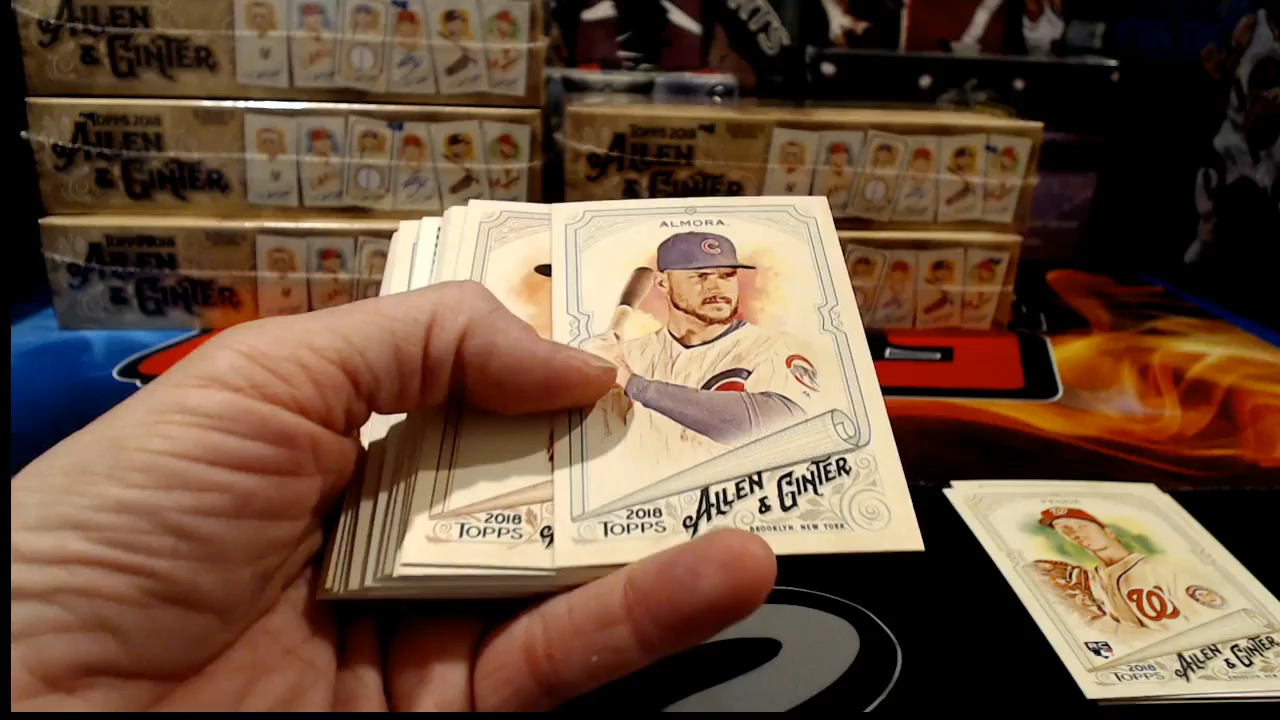 ALLEN
& GINTER
TOPPS 2018
ALLEN
& GINTER
TOPPS 2018
ALLEN
& GINTER
ALLEN
& GINTER
ALMORA
C
2018
TOPPS
2018
TOPPS
ALLEN
& GINTER
BROOKLYN, NEW YORK
W
W
2018
TOPPS
ALLEN
& GINTER